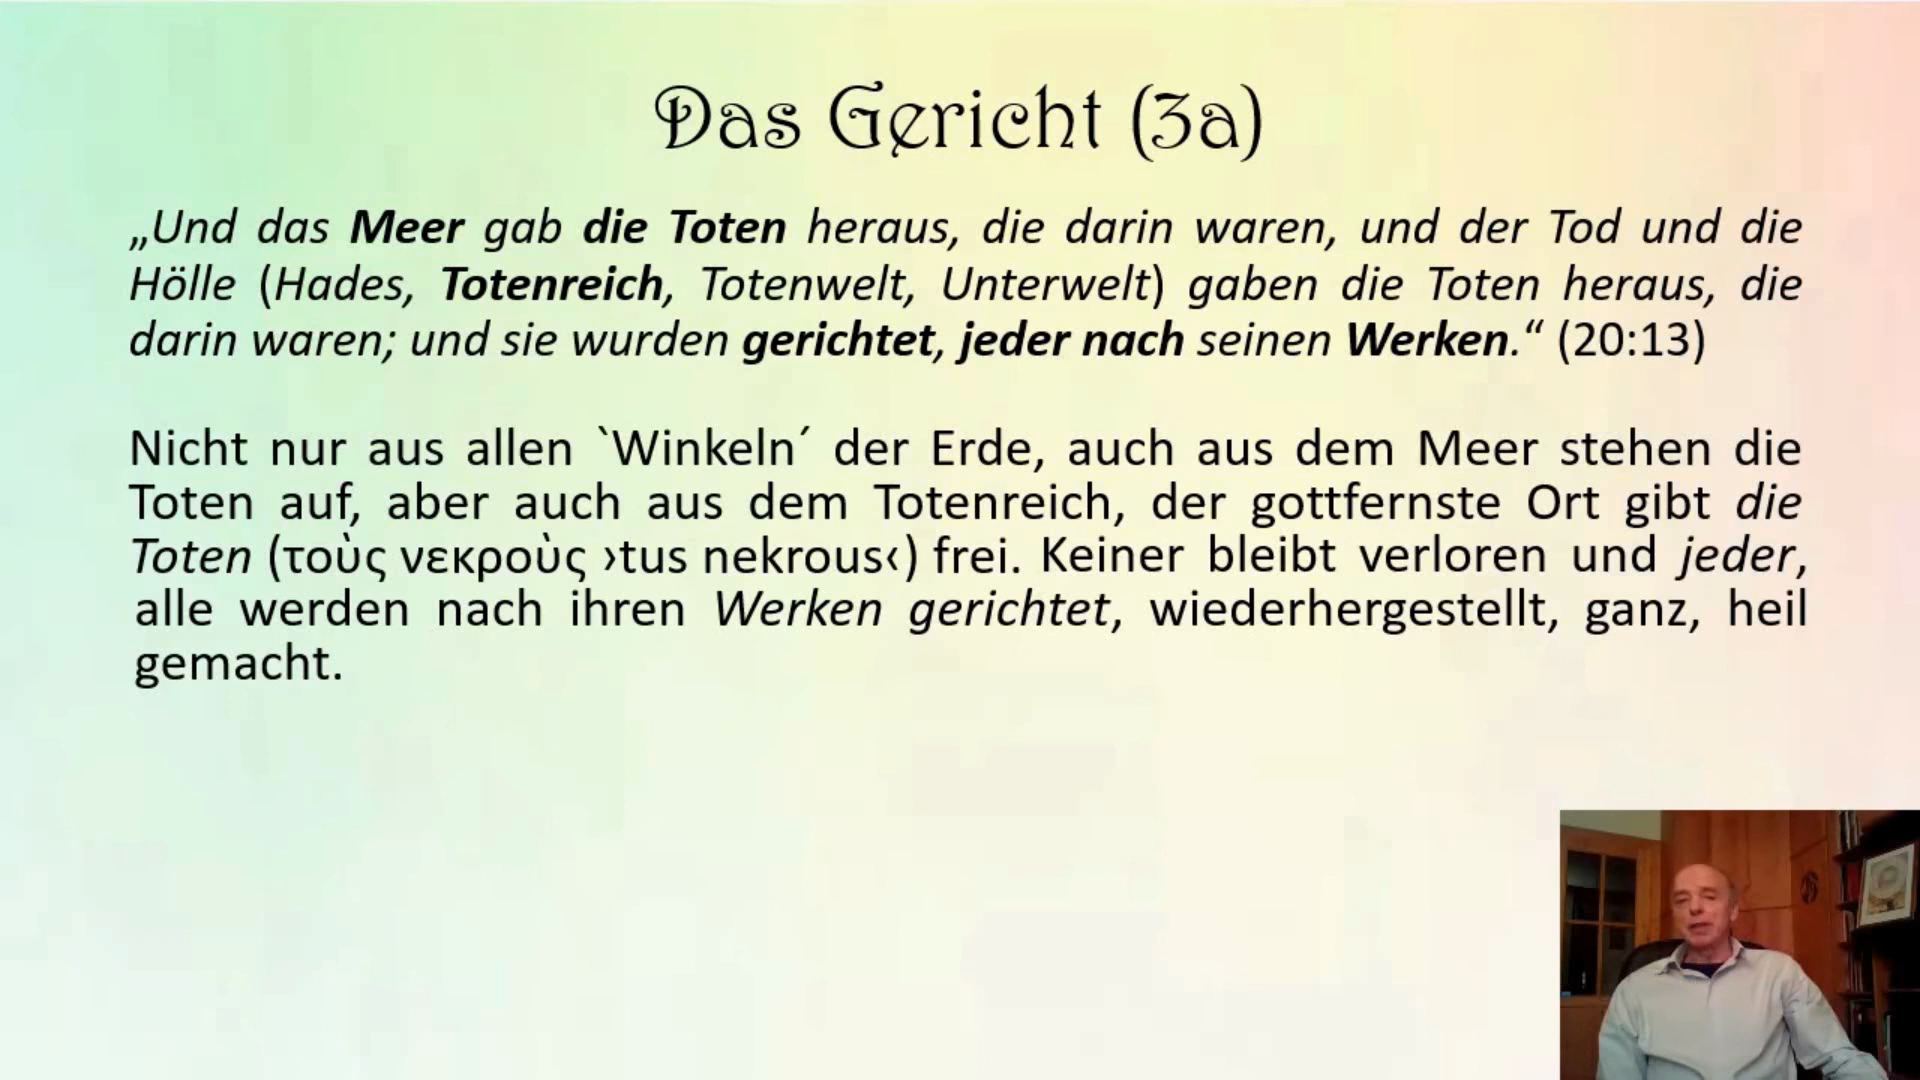 Das Gericht (3a)
„Und das Meer gab die Toten heraus, die darin waren, und der Tod und die
Hölle (Hades, Totenreich, Totenwelt, Unterwelt) gaben die Toten heraus, die
darin waren; und sie wurden gerichtet, jeder nach seinen Werken.“ (20:13)
Nicht nur aus allen `Winkeln´ der Erde, auch aus dem Meer stehen die
Toten auf, aber auch aus dem Totenreich, der gottfernste Ort gibt die
Toten (τοὺς νεκροὺς ›tus nekrous‹) frei. Keiner bleibt verloren und jeder,
alle werden nach ihren Werken gerichtet, wiederhergestellt, ganz, heil
gemacht.